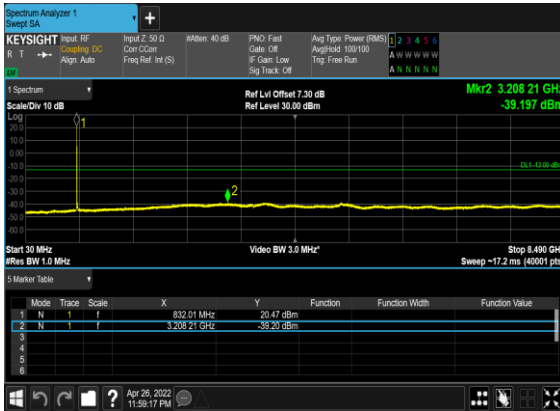 Spectrum Analyzer 1
Swept SA
+
KEYSIGHT
R T
LXI
Input: RF
Coupling: DC
Align: Auto
Input Z: 50 Ω
Corr CCorr
Freq Ref: Int (S)
#Atten: 40 dB
PNO: Fast
Gate: Off
IF Gain: Low
Sig Track: Off
Avg Type: Power (RMS)
Avg|Hold: 100/100
Trig: Free Run
1 2 3 4 5 6
A W W W W W
A N N N N N
1 Spectrum
Scale/Div 10 dB
Ref Lvl Offset 7.30 dB
Ref Level 30.00 dBm
Mkr2 3.208 21 GHz
-39.197 dBm
Log
20.0
10.0
0.00
-10.0
-20.0
-30.0
-40.0
-50.0
-60.0
1
2
DL1 -13.00 dBm
Start 30 MHz
#Res BW 1.0 MHz
Video BW 3.0 MHz*
Stop 8.490 GHz
Sweep ~17.2 ms (40001 pts)
5 Marker Table
Mode Trace Scale X Y Function Function Width Function Value
1 N 1 f 832.01 MHz 20.47 dBm
2 N 1 f 3.208 21 GHz -39.20 dBm
3
4
5
6
?
Apr 26, 2022
11:59:17 PM